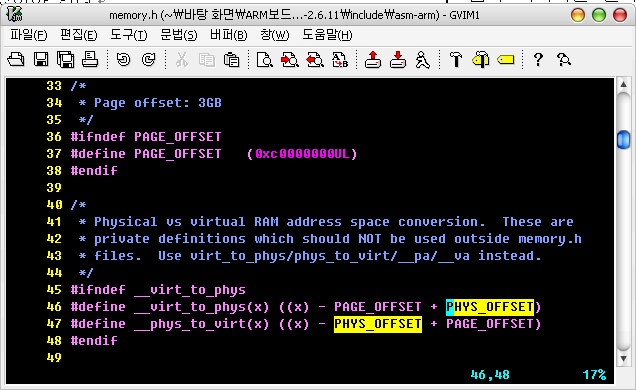 memory.h (~₩바탕 화면₩ARM보드...-2.6.11₩include₩asm-arm) - GVIM1
파일(F) 편집(E) 도구(T) 문법(S) 버퍼(B) 창(W) 도움말(H)
33 /*
34  * Page offset: 3GB
35  */
36 #ifndef PAGE_OFFSET
37 #define PAGE_OFFSET   (0xc0000000UL)
38 #endif
39
40 /*
41  * Physical vs virtual RAM address space conversion.  These are
42  * private definitions which should NOT be used outside memory.h
43  * files.  Use virt_to_phys/phys_to_virt/__pa/__va instead.
44  */
45 #ifndef __virt_to_phys
46 #define __virt_to_phys(x) ((x) - PAGE_OFFSET + PHYS_OFFSET)
47 #define __phys_to_virt(x) ((x) - PHYS_OFFSET + PAGE_OFFSET)
48 #endif
49
46,48 17%